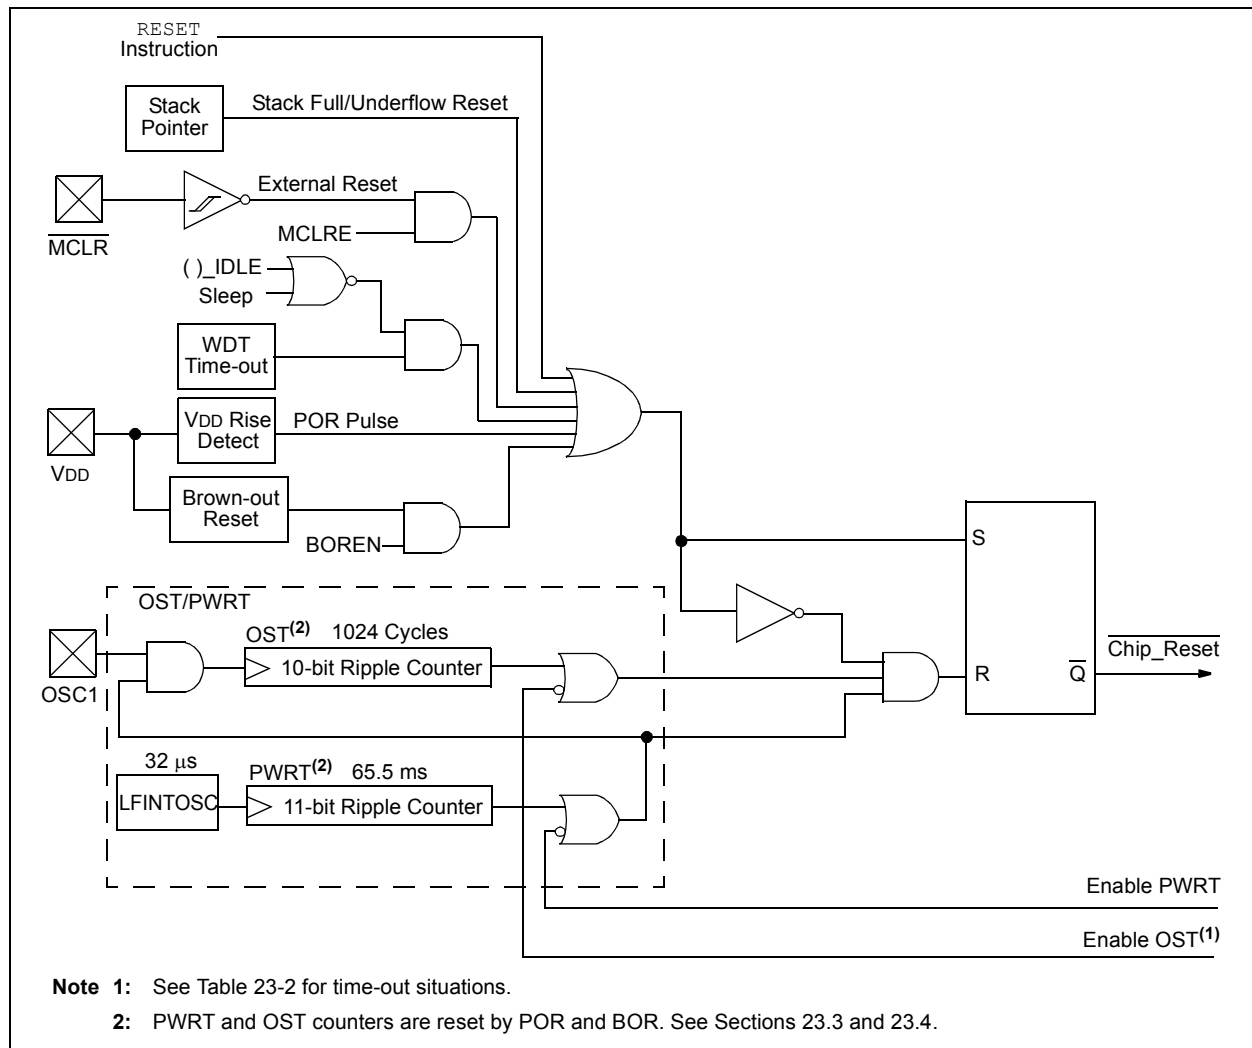 RESET
Instruction
Stack
Pointer
Stack Full/Underflow Reset
External Reset
MCLR
MCLRE
( )_IDLE
Sleep
WDT
Time-out
VDD Rise
Detect
POR Pulse
VDD
Brown-out
Reset
BOREN
S
OST/PWRT
OST(2) 1024 Cycles
10-bit Ripple Counter
OSC1
R
Q
Chip_Reset
32 μs
PWRT(2) 65.5 ms
LFINTOSC
11-bit Ripple Counter
Enable PWRT
Enable OST(1)
Note 1: See Table 23-2 for time-out situations.
2: PWRT and OST counters are reset by POR and BOR. See Sections 23.3 and 23.4.